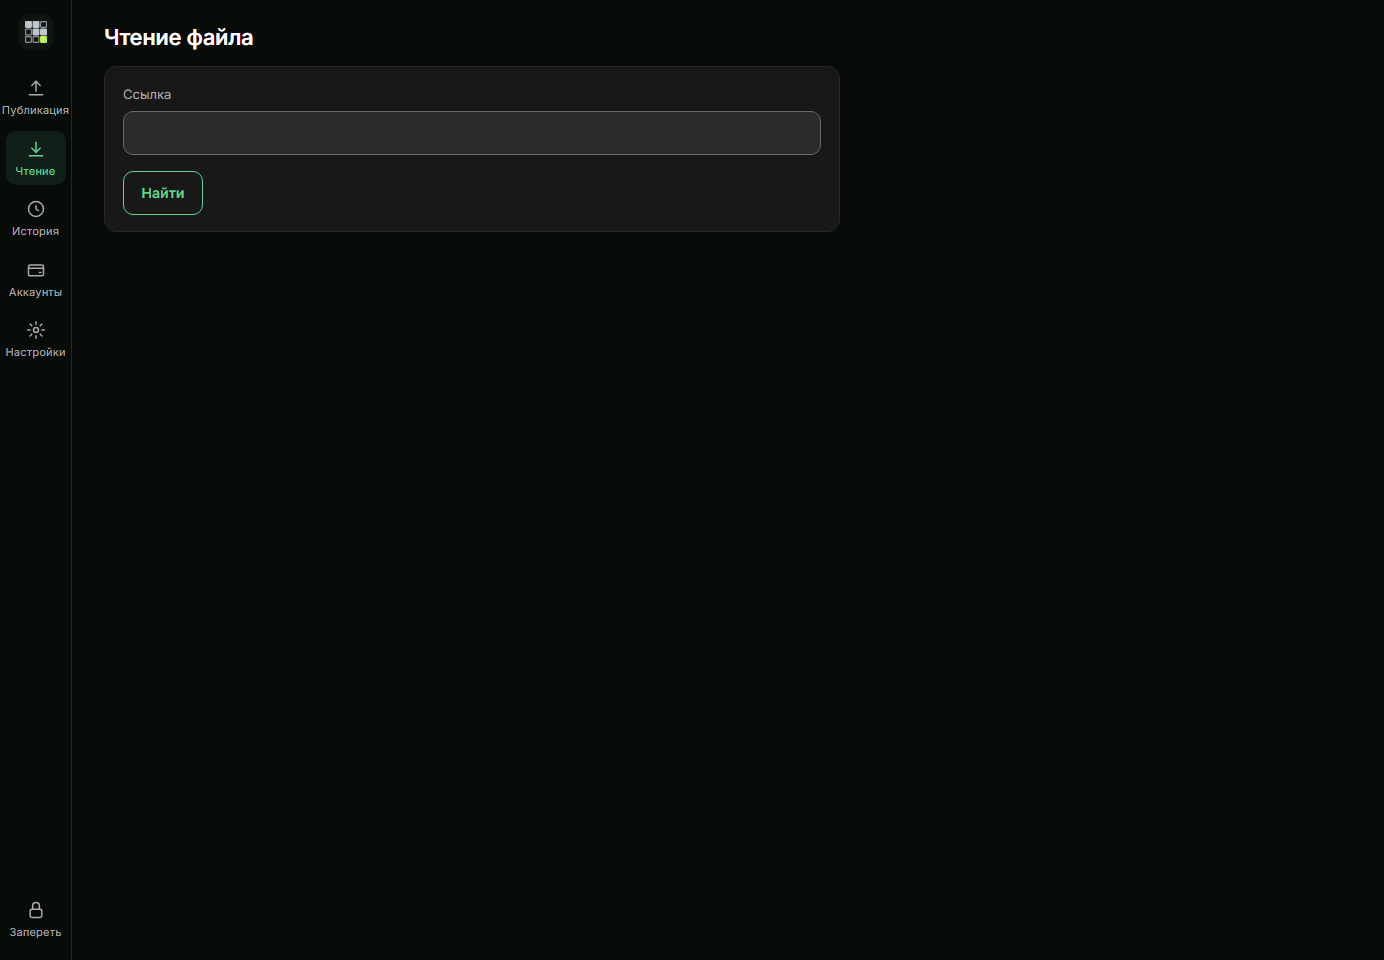 Чтение файла
Ссылка
Найти
Публикация
Чтение
История
Аккаунты
Настройки
Запереть